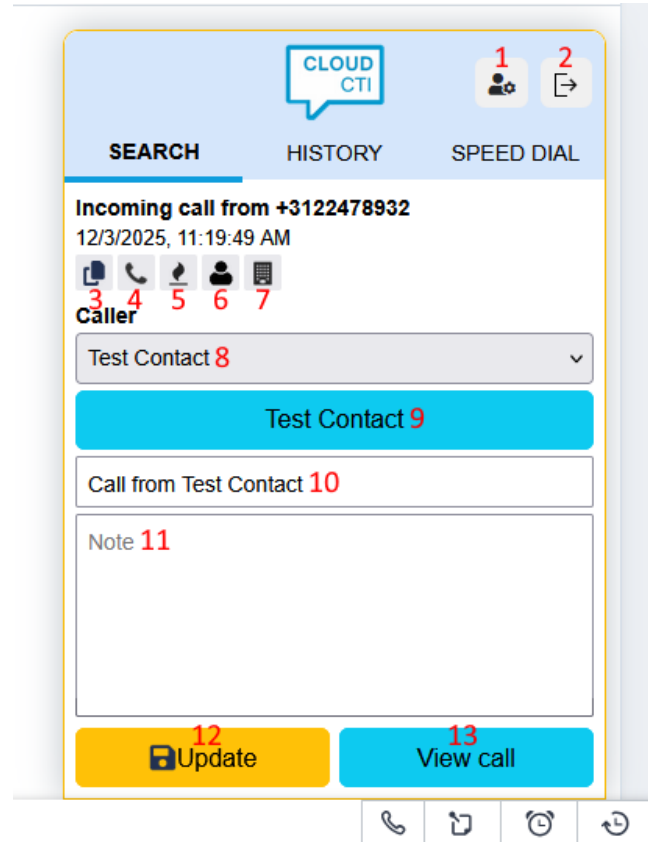 CLOUD
CTI
1
2
SEARCH HISTORY SPEED DIAL
Incoming call from +3122478932
12/3/2025, 11:19:49 AM
3 4 5 6 7
Caller
Test Contact 8
Test Contact 9
Call from Test Contact 10
Note 11
12
Update
13
View call